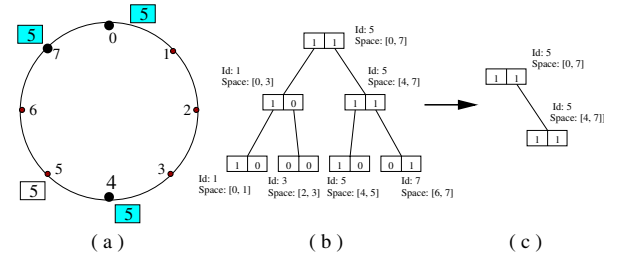 5
5
0
7
1
6
2
5
3
4
5
5
( a )
Id: 5
Space: [0, 7]
1 1
Id: 1
Space: [0, 3]
Id: 5
Space: [4, 7]
1 0
1 1
1 0
0 0
1 0
0 1
Id: 1
Space: [0, 1]
Id: 3
Space: [2, 3]
Id: 5
Space: [4, 5]
Id: 7
Space: [6, 7]
( b )
Id: 5
Space: [0, 7]
1 1
Id: 5
Space: [4, 7]]
1 1
( c )